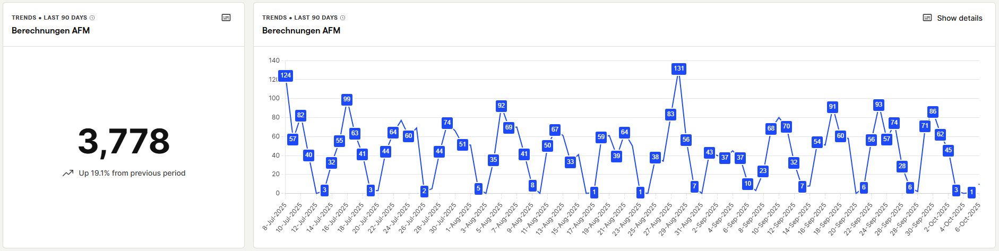 TRENDS • LAST 90 DAYS
Berechnungen AFM
3,778
Up 19.1% from previous period
TRENDS • LAST 90 DAYS
Show details
Berechnungen AFM
140
120
100
80
60
40
20
0
124
57
82
40
3
32
55
99
63
41
3
44
64
60
2
44
74
51
5
35
92
69
41
8
50
67
33
1
59
39
64
1
38
83
131
56
7
43
37
37
10
23
68
70
32
7
54
91
60
6
56
93
57
74
28
6
71
86
62
45
3
1
8-Jul-2025
10-Jul-2025
12-Jul-2025
14-Jul-2025
16-Jul-2025
18-Jul-2025
20-Jul-2025
22-Jul-2025
24-Jul-2025
26-Jul-2025
28-Jul-2025
30-Jul-2025
1-Aug-2025
3-Aug-2025
5-Aug-2025
7-Aug-2025
9-Aug-2025
11-Aug-2025
13-Aug-2025
15-Aug-2025
17-Aug-2025
19-Aug-2025
21-Aug-2025
23-Aug-2025
25-Aug-2025
27-Aug-2025
29-Aug-2025
31-Aug-2025
2-Sep-2025
4-Sep-2025
6-Sep-2025
8-Sep-2025
10-Sep-2025
12-Sep-2025
14-Sep-2025
16-Sep-2025
18-Sep-2025
20-Sep-2025
22-Sep-2025
24-Sep-2025
26-Sep-2025
28-Sep-2025
30-Sep-2025
2-Oct-2025
4-Oct-2025
6-Oct-2025